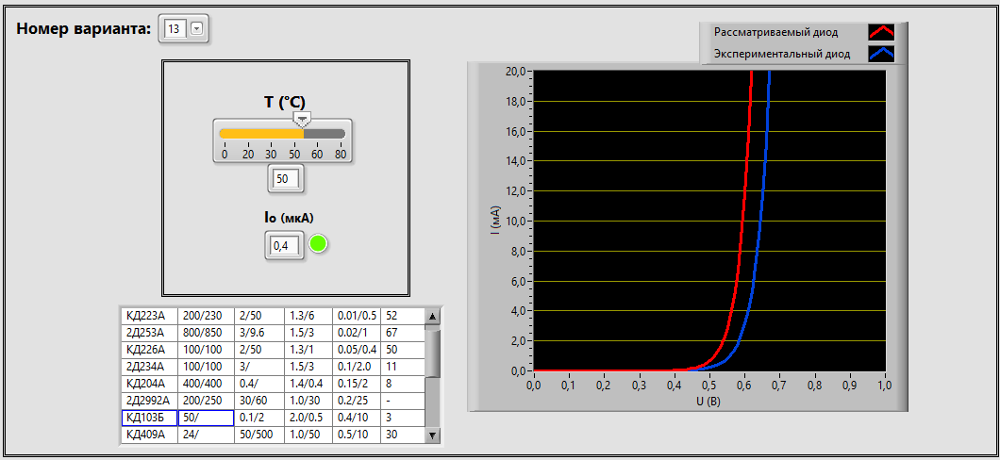 Номер варианта: 13
Рассматриваемый диод
Экспериментальный диод
T (°C)
0 20 30 50 50 60 80
50
Io (мкА)
0,4
КД223А 200/230 2/50 1.3/6 0.01/0.5 52
2Д253А 800/850 3/9.6 1.5/3 0.02/1 67
КД226А 100/100 2/50 1.3/1 0.05/0.4 50
2Д234А 100/100 3/ 1.5/3 0.1/2.0 11
КД204А 400/400 0.4/ 1.4/0.4 0.15/2 8
2Д2992А 200/250 30/60 1.0/30 0.2/25 -
КД103Б 50/ 0.1/2 2.0/0.5 0.4/10 3
КД409А 24/ 50/500 1.0/50 0.5/10 30
I (мА)
20,0
18,0
16,0
14,0
12,0
10,0
8,0
6,0
4,0
2,0
0,0
0,0 0,1 0,2 0,3 0,4 0,5 0,6 0,7 0,8 0,9 1,0
U (В)